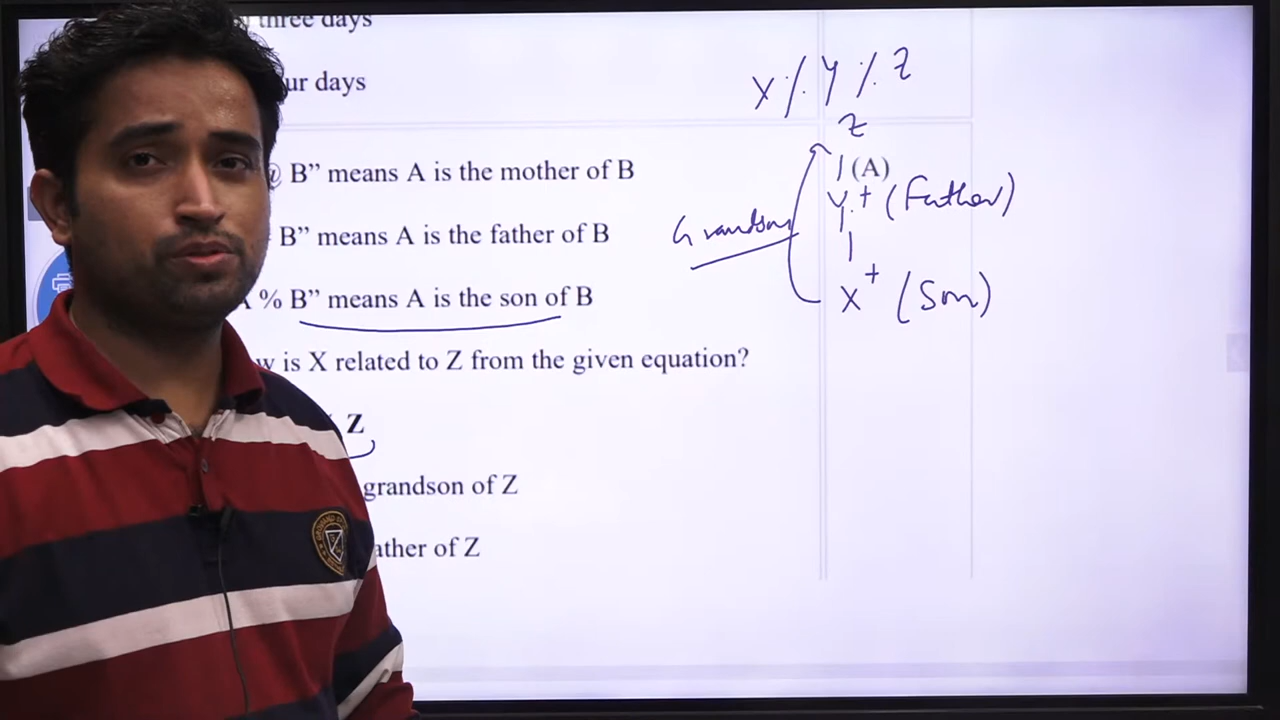 three days
ur days
X % Y % Z
Z
@ B” means A is the mother of B
(A)
Y + (Father)
B” means A is the father of B
Grandson
% B” means A is the son of B
X + (Son)
w is X related to Z from the given equation?
Z
grandson of Z
ather of Z